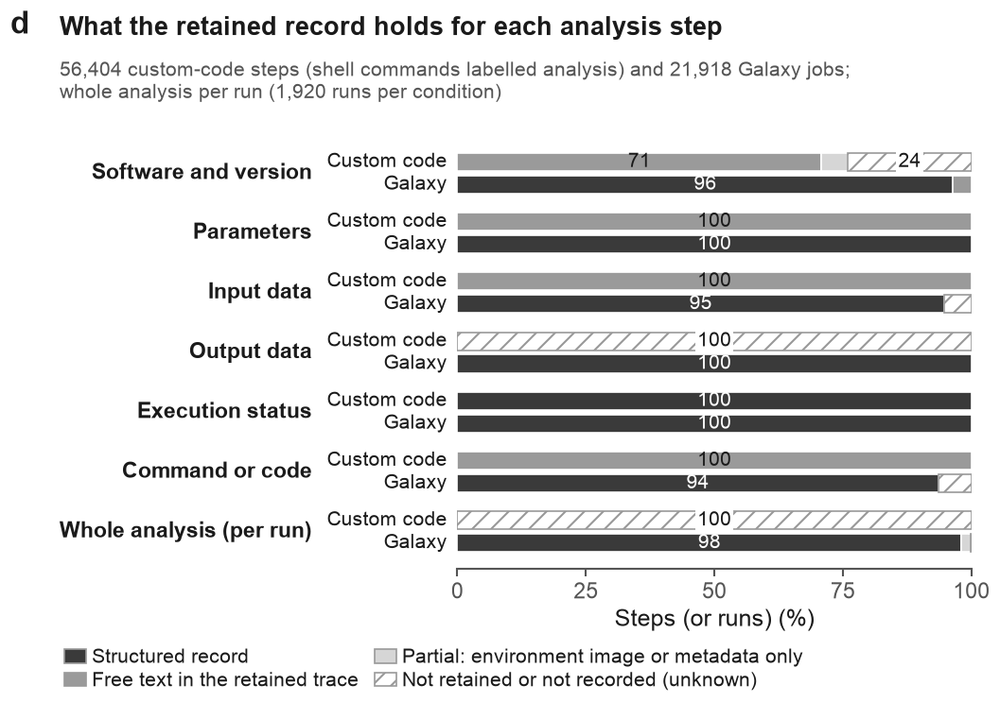 d What the retained record holds for each analysis step
56,404 custom-code steps (shell commands labelled analysis) and 21,918 Galaxy jobs;
whole analysis per run (1,920 runs per condition)
Software and version
Custom code 71 24
Galaxy 96
Parameters
Custom code 100
Galaxy 100
Input data
Custom code 100
Galaxy 95
Output data
Custom code 100
Galaxy 100
Execution status
Custom code 100
Galaxy 100
Command or code
Custom code 100
Galaxy 94
Whole analysis (per run)
Custom code 100
Galaxy 98
0 25 50 75 100
Steps (or runs) (%)
Structured record
Free text in the retained trace
Partial: environment image or metadata only
Not retained or not recorded (unknown)